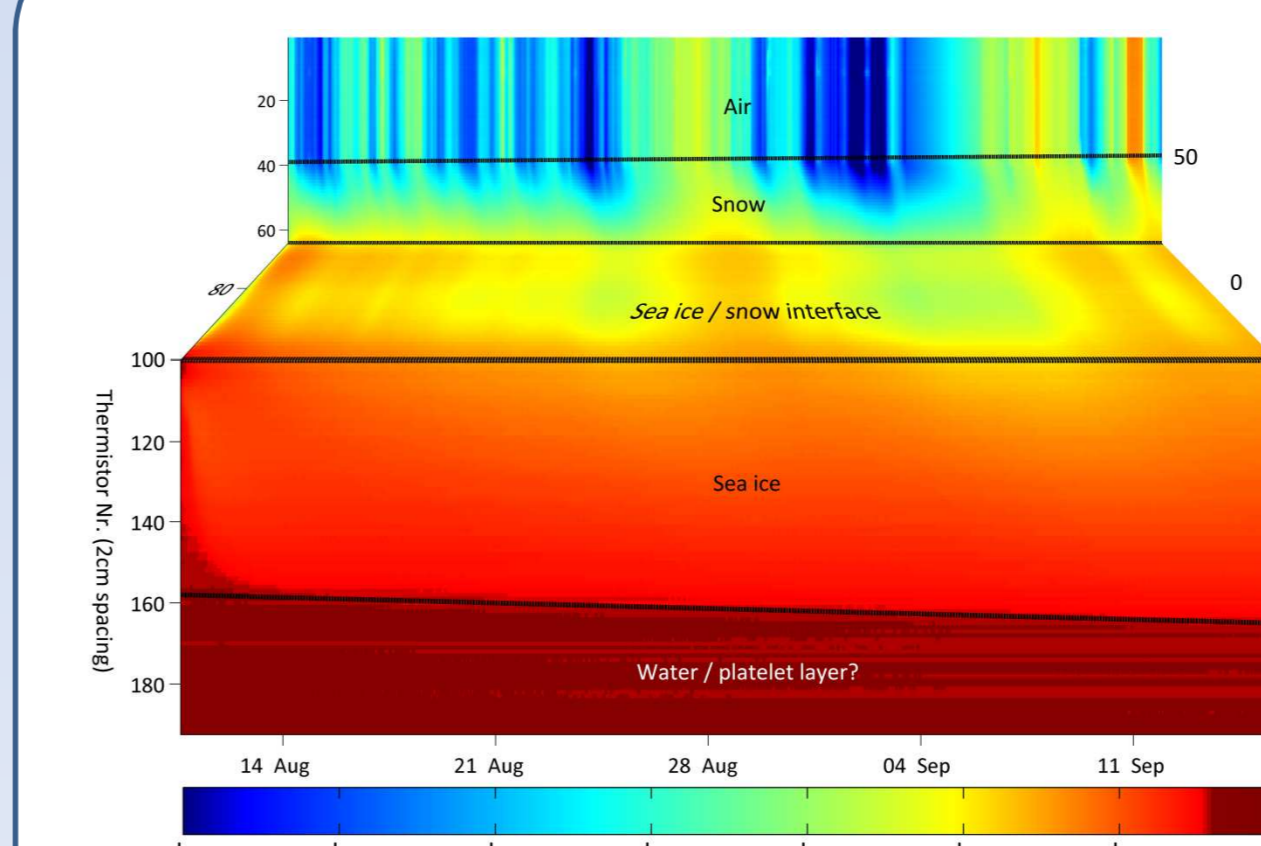 20
Air
40
50
Snow
60
80
0
Sea ice / snow interface
100
Thermistor Nr. (2cm spacing)
120
Sea ice
140
160
Water / platelet layer?
180
14 Aug
21 Aug
28 Aug
04 Sep
11 Sep